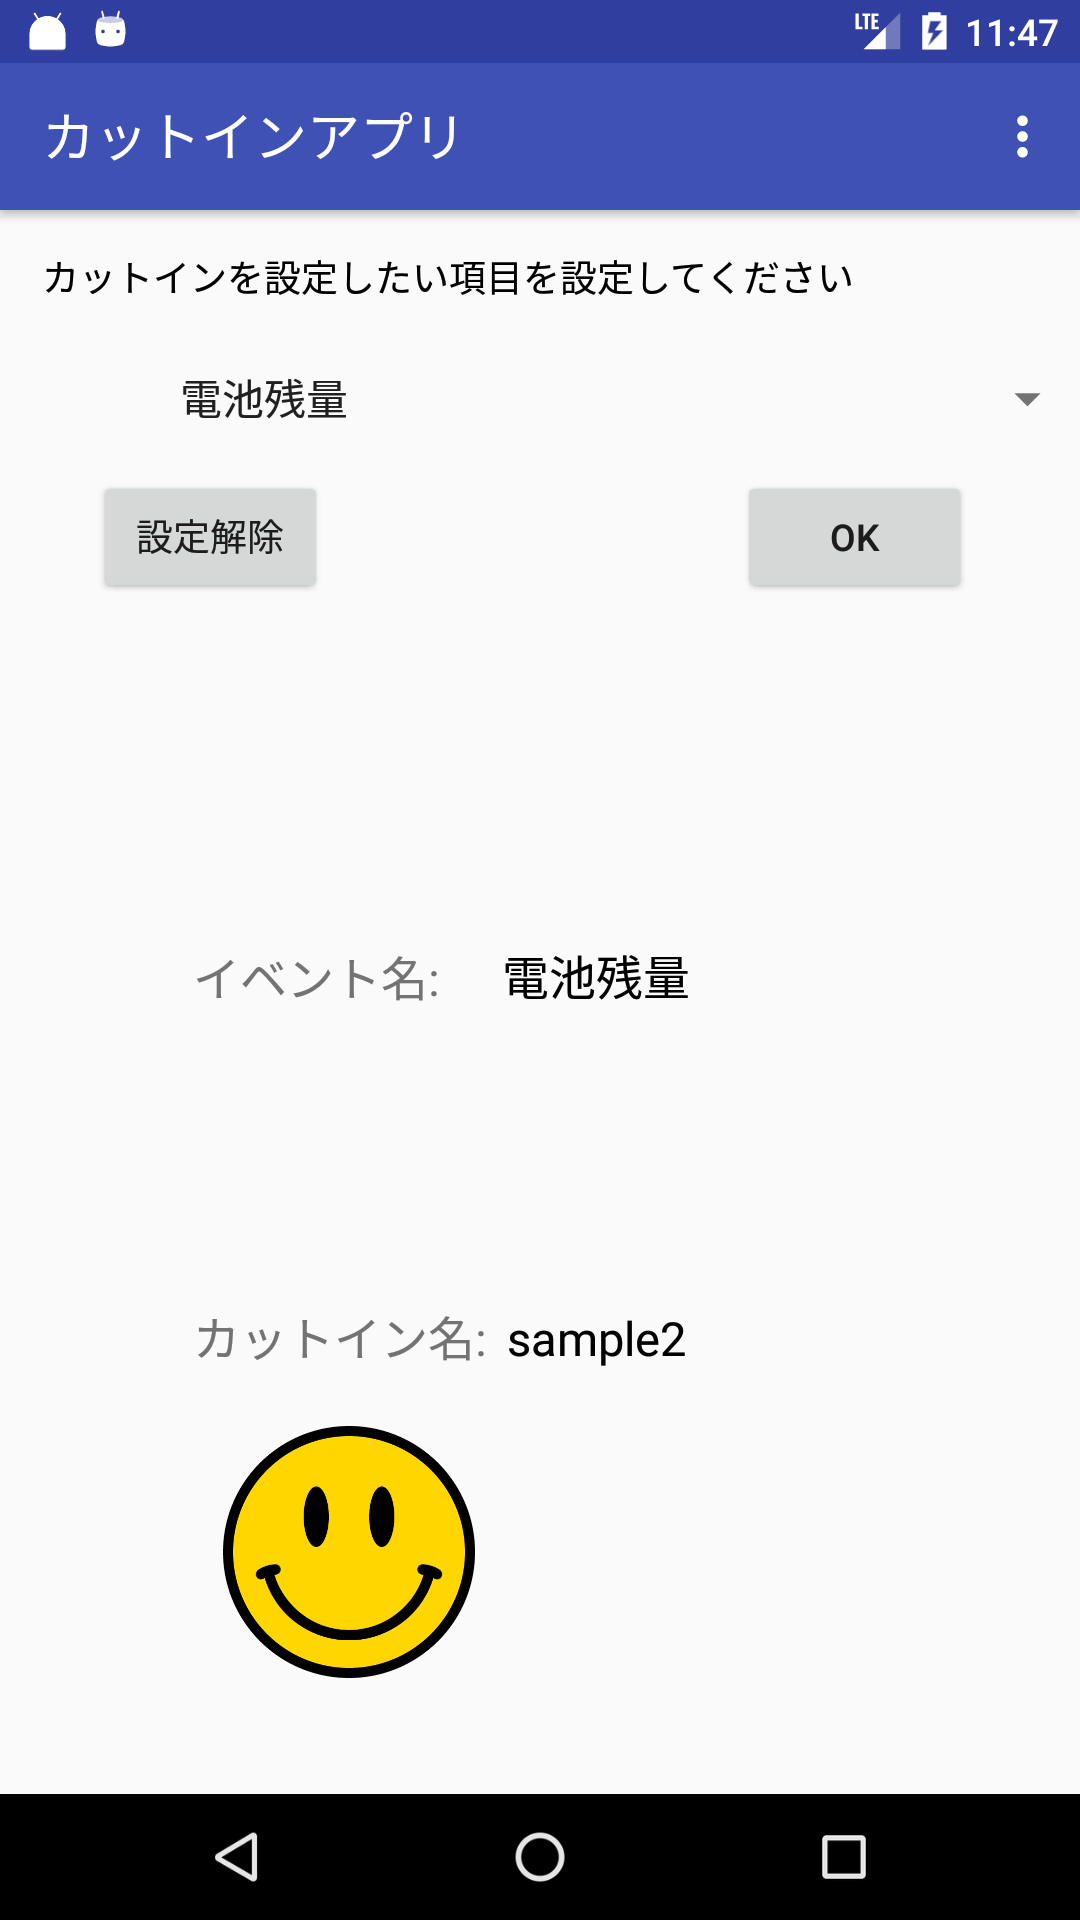 LTE 11:47
カットインアプリ
カットインを設定したい項目を設定してください
電池残量
設定解除 OK
イベント名: 電池残量
カットイン名: sample2